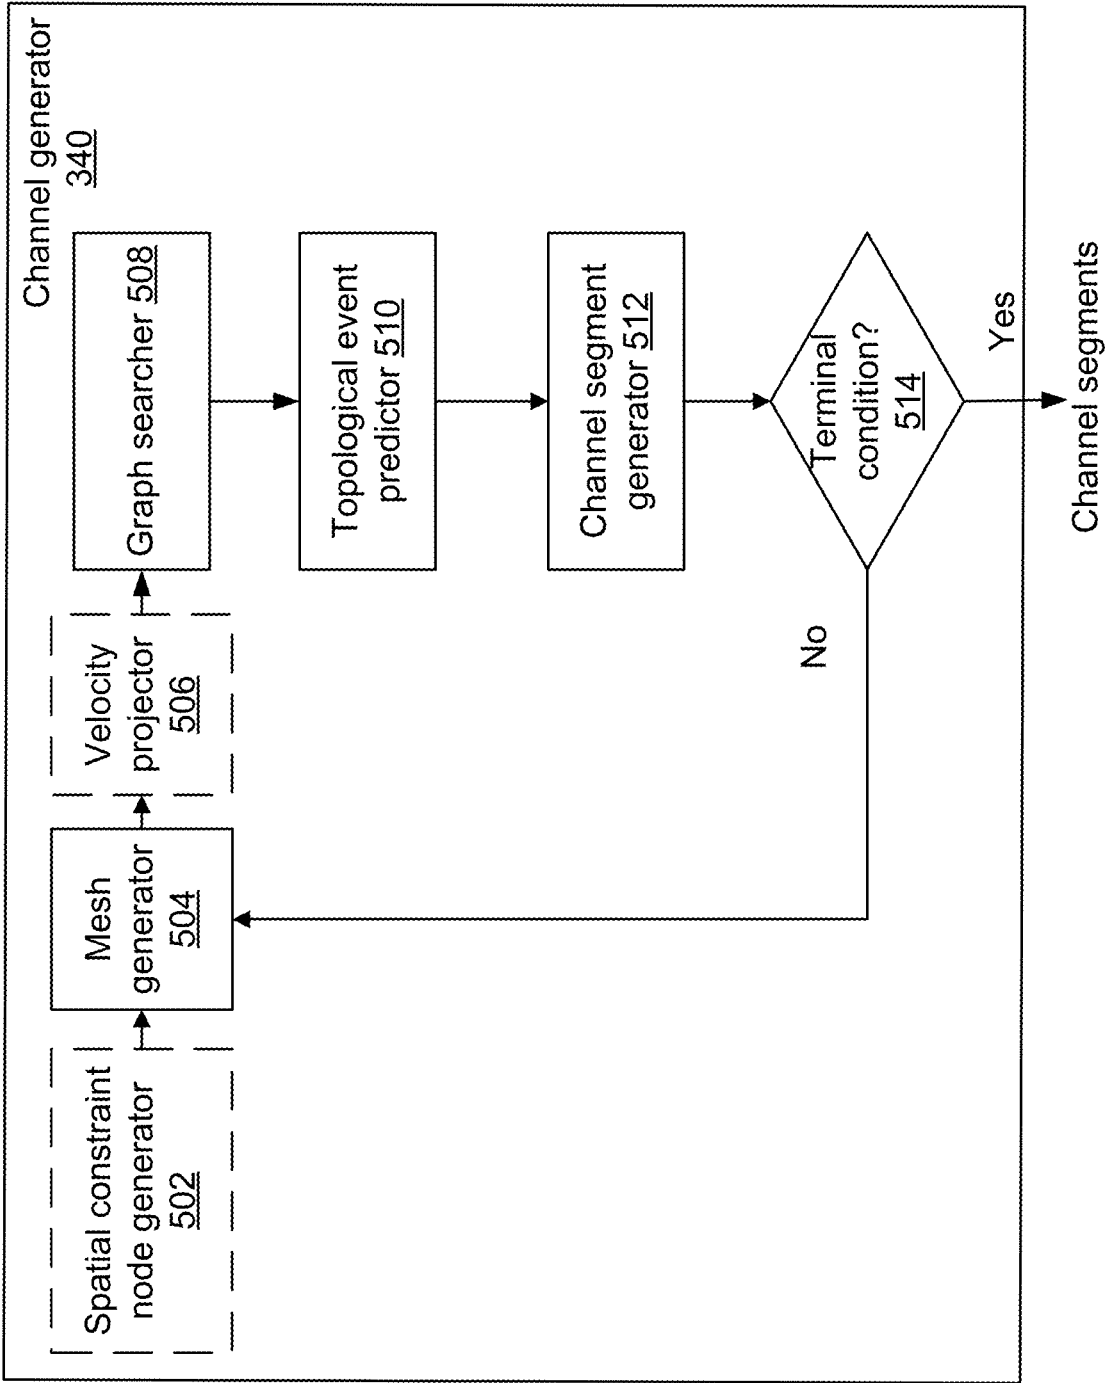 Channel generator
340
Spatial constraint
node generator
502
Mesh
generator
504
Velocity
projector
506
Graph searcher 508
Topological event
predictor 510
Channel segment
generator 512
Terminal
condition?
514
No
Yes
Channel segments